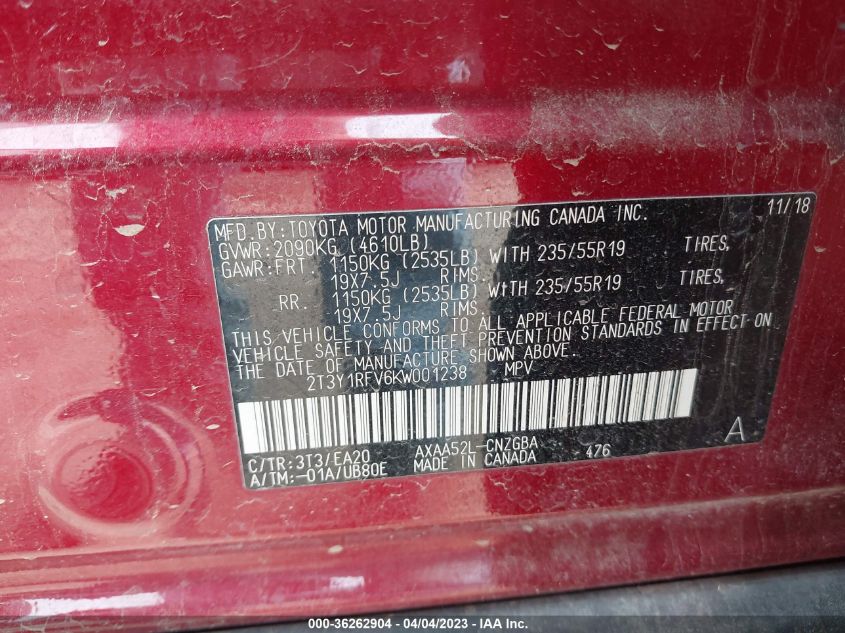 MFD.BY:TOYOTA MOTOR MANUFACTURING CANADA INC. 11/18
GVWR:2090KG (4610LB)
GAWR:FRT. 1150KG (2535LB) WITH 235/55R19 TIRES,
19X7.5J RIMS,
RR. 1150KG (2535LB) WITH 235/55R19 TIRES,
19X7.5J RIMS,
THIS VEHICLE CONFORMS TO ALL APPLICABLE FEDERAL MOTOR
VEHICLE SAFETY AND THEFT PREVENTION STANDARDS IN EFFECT ON
THE DATE OF MANUFACTURE SHOWN ABOVE.
2T3Y1RFV6KW001238 MPV
A
C/TR:3T3/EA20 AXAA52L-CNZGBA
A/TM:-01A/UB80E MADE IN CANADA 476
000-36262904 - 04/04/2023 - IAA Inc.